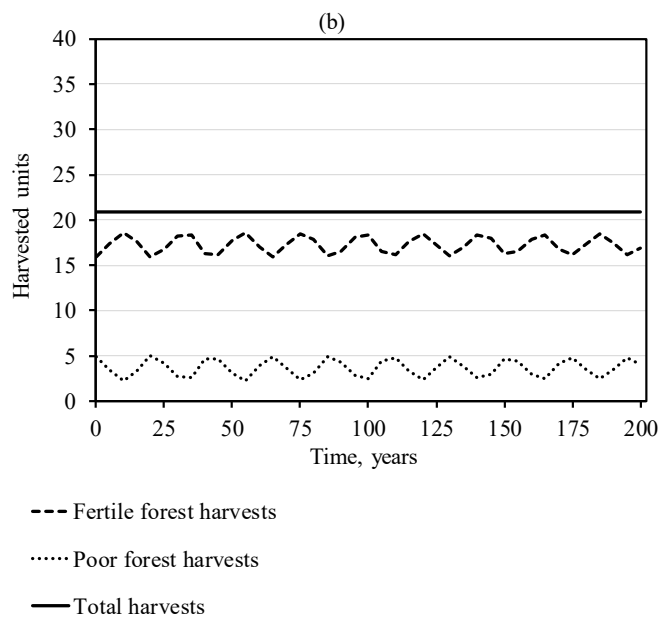 (b)
40
35
30
25
20
15
10
5
0
Harvested units
0 25 50 75 100 125 150 175 200
Time, years
Fertile forest harvests
Poor forest harvests
Total harvests